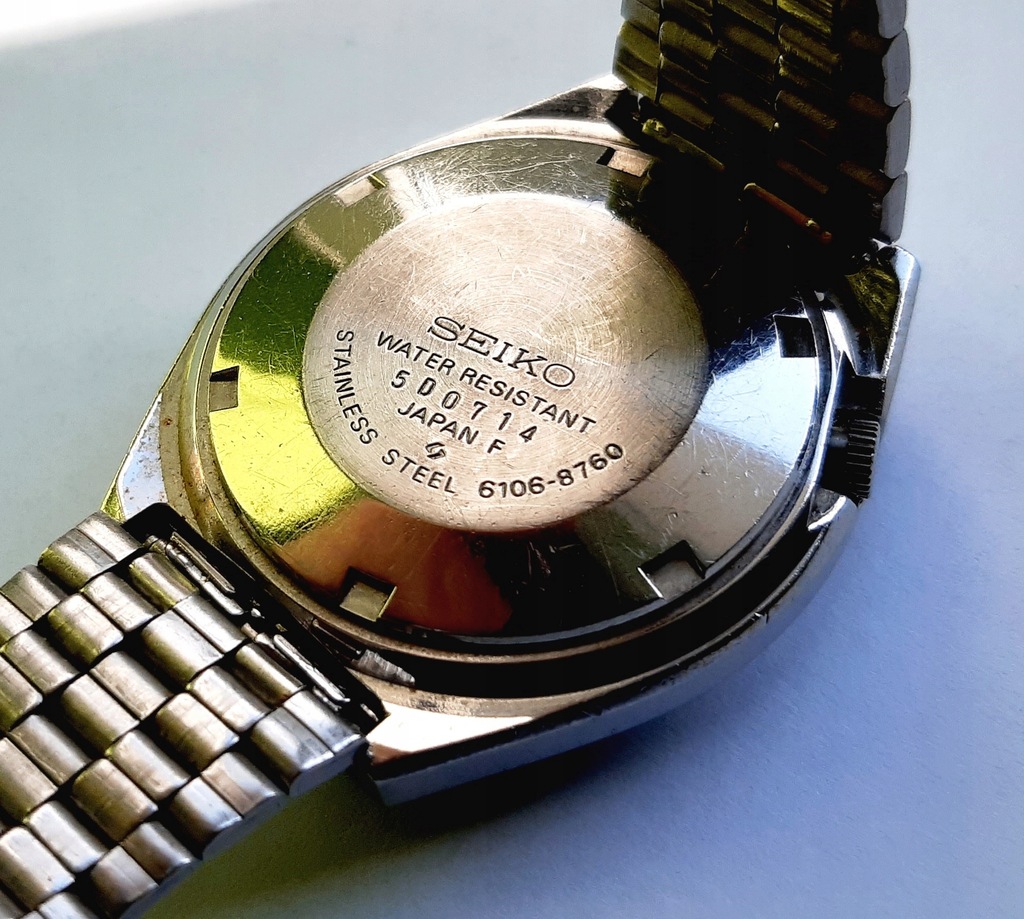 SEIKO
WATER RESISTANT
5D0714
JAPAN F
STAINLESS STEEL 6106-8760